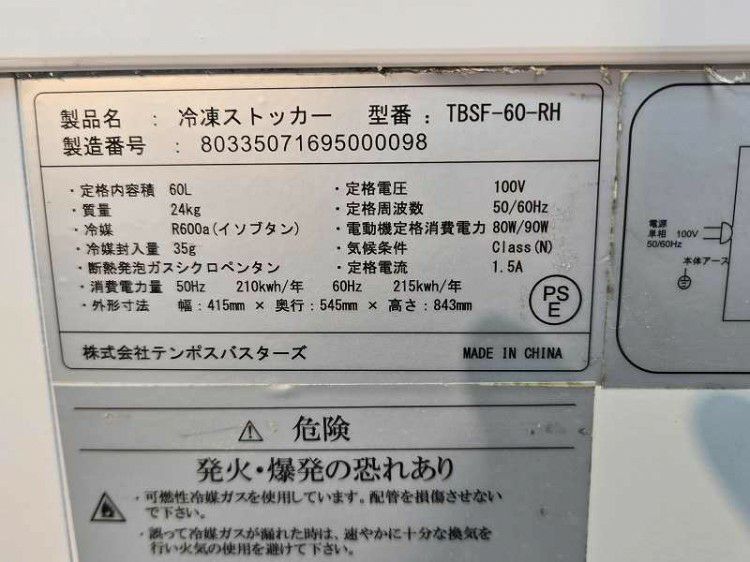 製品名 : 冷凍ストッカー 型番: TBSF-60-RH
製造番号 : 80335071695000098
・定格内容積 60L ・定格電圧 100V
・質量 24kg ・定格周波数 50/60Hz
・冷媒 R600a(イソブタン) ・電動機定格消費電力 80W/90W
・冷媒封入量 35g ・気候条件 Class(N)
・断熱発泡ガスシクロペンタン ・定格電流 1.5A
・消費電力量 50Hz 210kwh/年 60Hz 215kwh/年
・外形寸法 幅:415mm × 奥行:545mm × 高さ:843mm
PS
E
株式会社テンポスバスターズ MADE IN CHINA
電源
単相 100V
50/60Hz
本体アース
危険
発火・爆発の恐れあり
・可燃性冷媒ガスを使用しています。配管を損傷させない
で下さい。
・誤って冷媒ガスが漏れた時は、速やかに十分な換気を
行い火気の使用を避けて下さい。